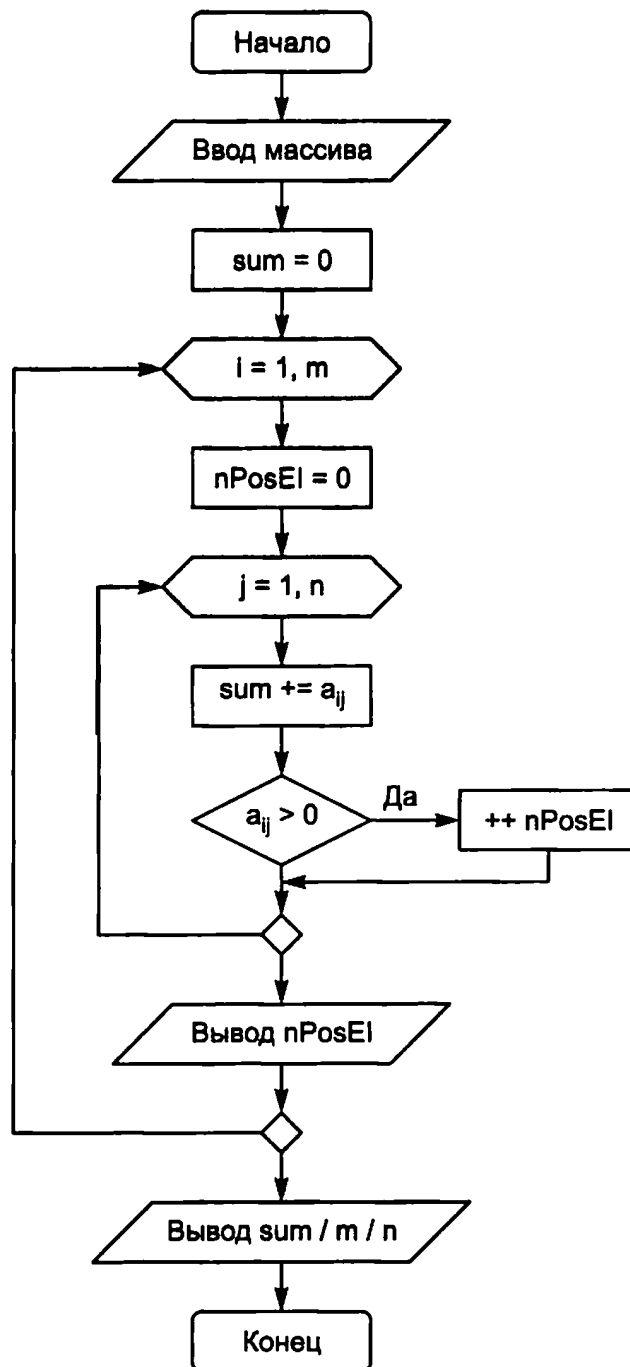 Начало
Ввод массива
sum = 0
i = 1, m
nPosEl = 0
j = 1, n
sum += aij
aij > 0
Да
++ nPosEl
Вывод nPosEl
Вывод sum / m / n
Конец